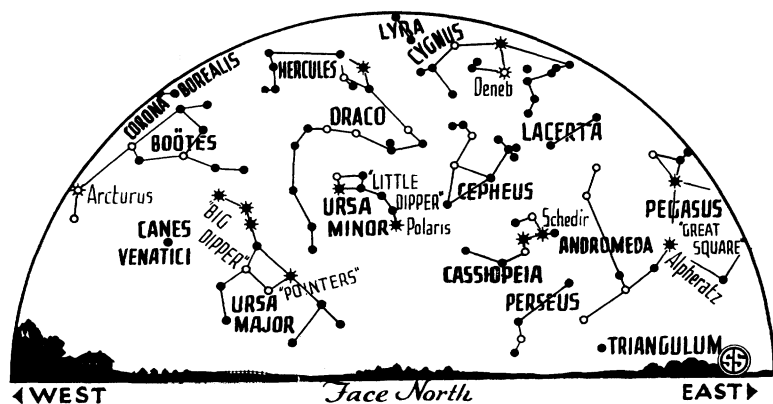 LYRA
CYGNUS
HERCULES
Deneb
CORONA BOREALIS
DRACO
LACERTA
BOÖTES
Arcturus
"LITTLE
DIPPER"
URSA
MINOR
Polaris
CEPHEUS
PEGASUS
"GREAT
SQUARE"
Schedir
ANDROMEDA
Alpheratz
CANES
VENATICI
"BIG
DIPPER"
CASSIOPEIA
"POINTERS"
URSA
MAJOR
PERSEUS
TRIANGULUM
SS
WEST
Face North
EAST